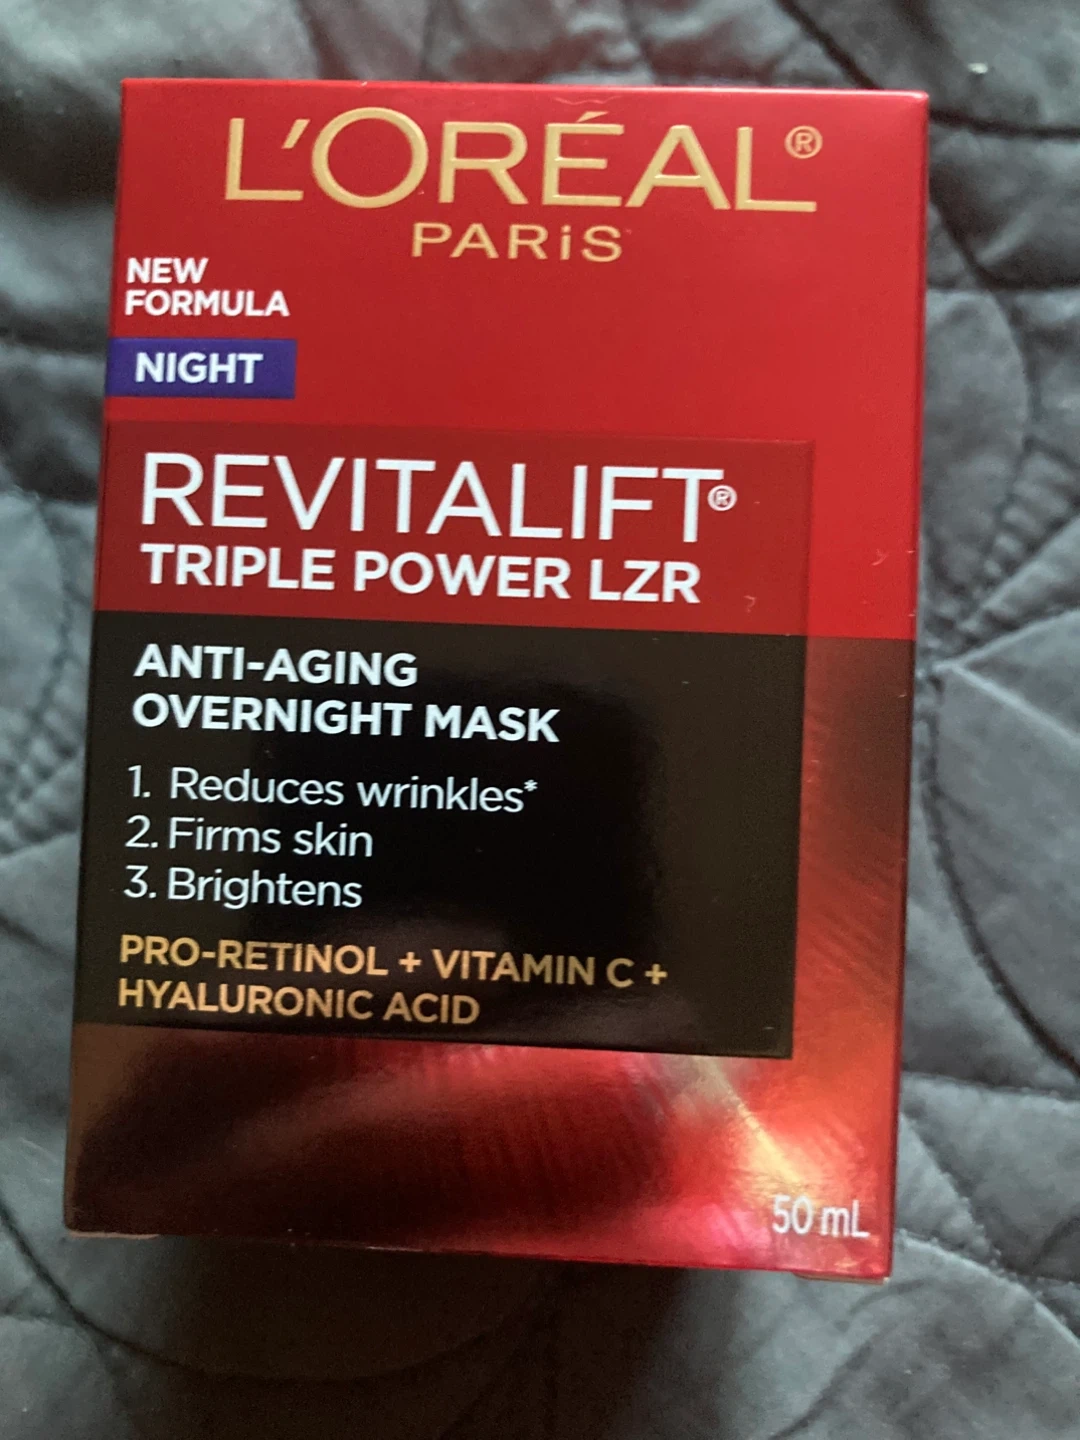 L'ORÉAL®
PARiS
NEW
FORMULA
NIGHT
REVITALIFT®
TRIPLE POWER LZR
ANTI-AGING
OVERNIGHT MASK
1. Reduces wrinkles*
2. Firms skin
3. Brightens
PRO-RETINOL + VITAMIN C +
HYALURONIC ACID
50 mL